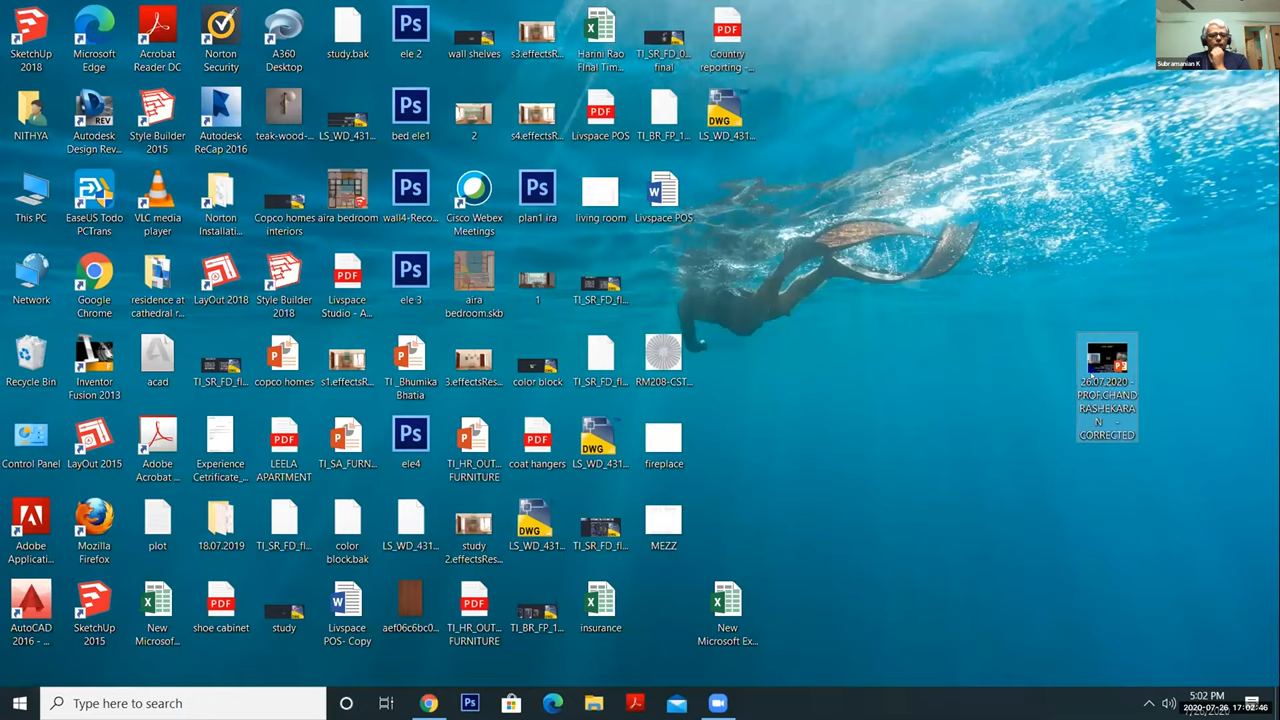 SketchUp
2018
Microsoft
Edge
Acrobat
Reader DC
Norton
Security
A360
Desktop
study.bak
ele 2
wall shelves
s3.effectsR...
Harini Rao
FInal Tim...
TI_SR_FD_0...
final
Country
reporting -...
Subramanian K
NITHYA
Autodesk
Design Rev...
Style Builder
2015
Autodesk
ReCap 2016
teak-wood-...
LS_WD_431...
bed ele1
2
s4.effectsR...
Livspace POS
TI_BR_FP_1...
LS_WD_431...
This PC
EaseUS Todo
PCTrans
VLC media
player
Norton
Installati...
Copco homes
interiors
aira bedroom
wall4-Reco...
Cisco Webex
Meetings
plan1 ira
living room
Livspace POS
Network
Google
Chrome
residence at
cathedral r...
LayOut 2018
Style Builder
2018
Livspace
Studio - A...
ele 3
aira
bedroom.skb
1
TI_SR_FD_fl...
Recycle Bin
Inventor
Fusion 2013
acad
TI_SR_FD_fl...
copco homes
s1.effectsR...
TI _Bhumika
Bhatia
3.effectsRes...
color block
TI_SR_FD_fl...
RM208-CST...
26.07.2020 -
PROF.CHAND
RASHEKARA
N -
CORRECTED
Control Panel
LayOut 2015
Adobe
Acrobat ...
Experience
Cetrificate_...
LEELA
APARTMENT
TI_SA_FURN...
ele4
TI_HR_OUT...
FURNITURE
coat hangers
LS_WD_431...
fireplace
Adobe
Applicati...
Mozilla
Firefox
plot
18.07.2019
TI_SR_FD_fl...
color
block.bak
LS_WD_431...
study
2.effectsRes...
LS_WD_431...
TI_SR_FD_fl...
MEZZ
AutoCAD
2016 - ...
SketchUp
2015
New
Microsof...
shoe cabinet
study
Livspace
POS- Copy
aef06c6bc0...
TI_HR_OUT...
FURNITURE
TI_BR_FP_1...
insurance
New
Microsoft Ex...
Type here to search
5:02 PM
2020-07-26 17:02:46